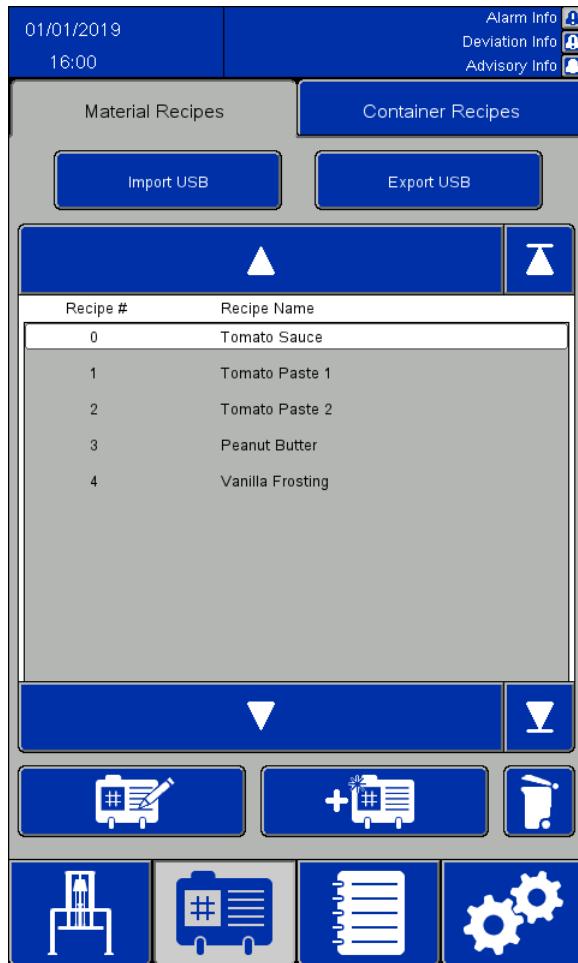 01/01/2019
16:00
Alarm Info
Deviation Info
Advisory Info
Material Recipes
Container Recipes
Import USB
Export USB
Recipe # Recipe Name
0 Tomato Sauce
1 Tomato Paste 1
2 Tomato Paste 2
3 Peanut Butter
4 Vanilla Frosting